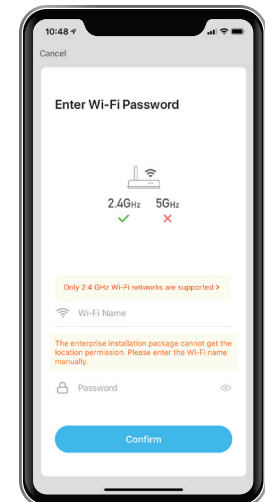 10:48
Cancel
Enter Wi-Fi Password
2.4GHz 5GHz
Only 2.4 GHz Wi-Fi networks are supported >
Wi-Fi Name
The enterprise installation package cannot get the
location permission. Please enter the Wi-Fi name
manually.
Password
Confirm